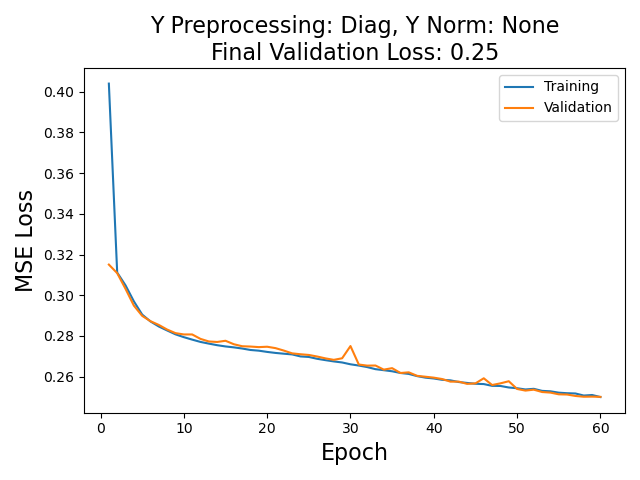 Y Preprocessing: Diag, Y Norm: None
Final Validation Loss: 0.25
Training
Validation
MSE Loss
0.40
0.38
0.36
0.34
0.32
0.30
0.28
0.26
0
10
20
30
40
50
60
Epoch